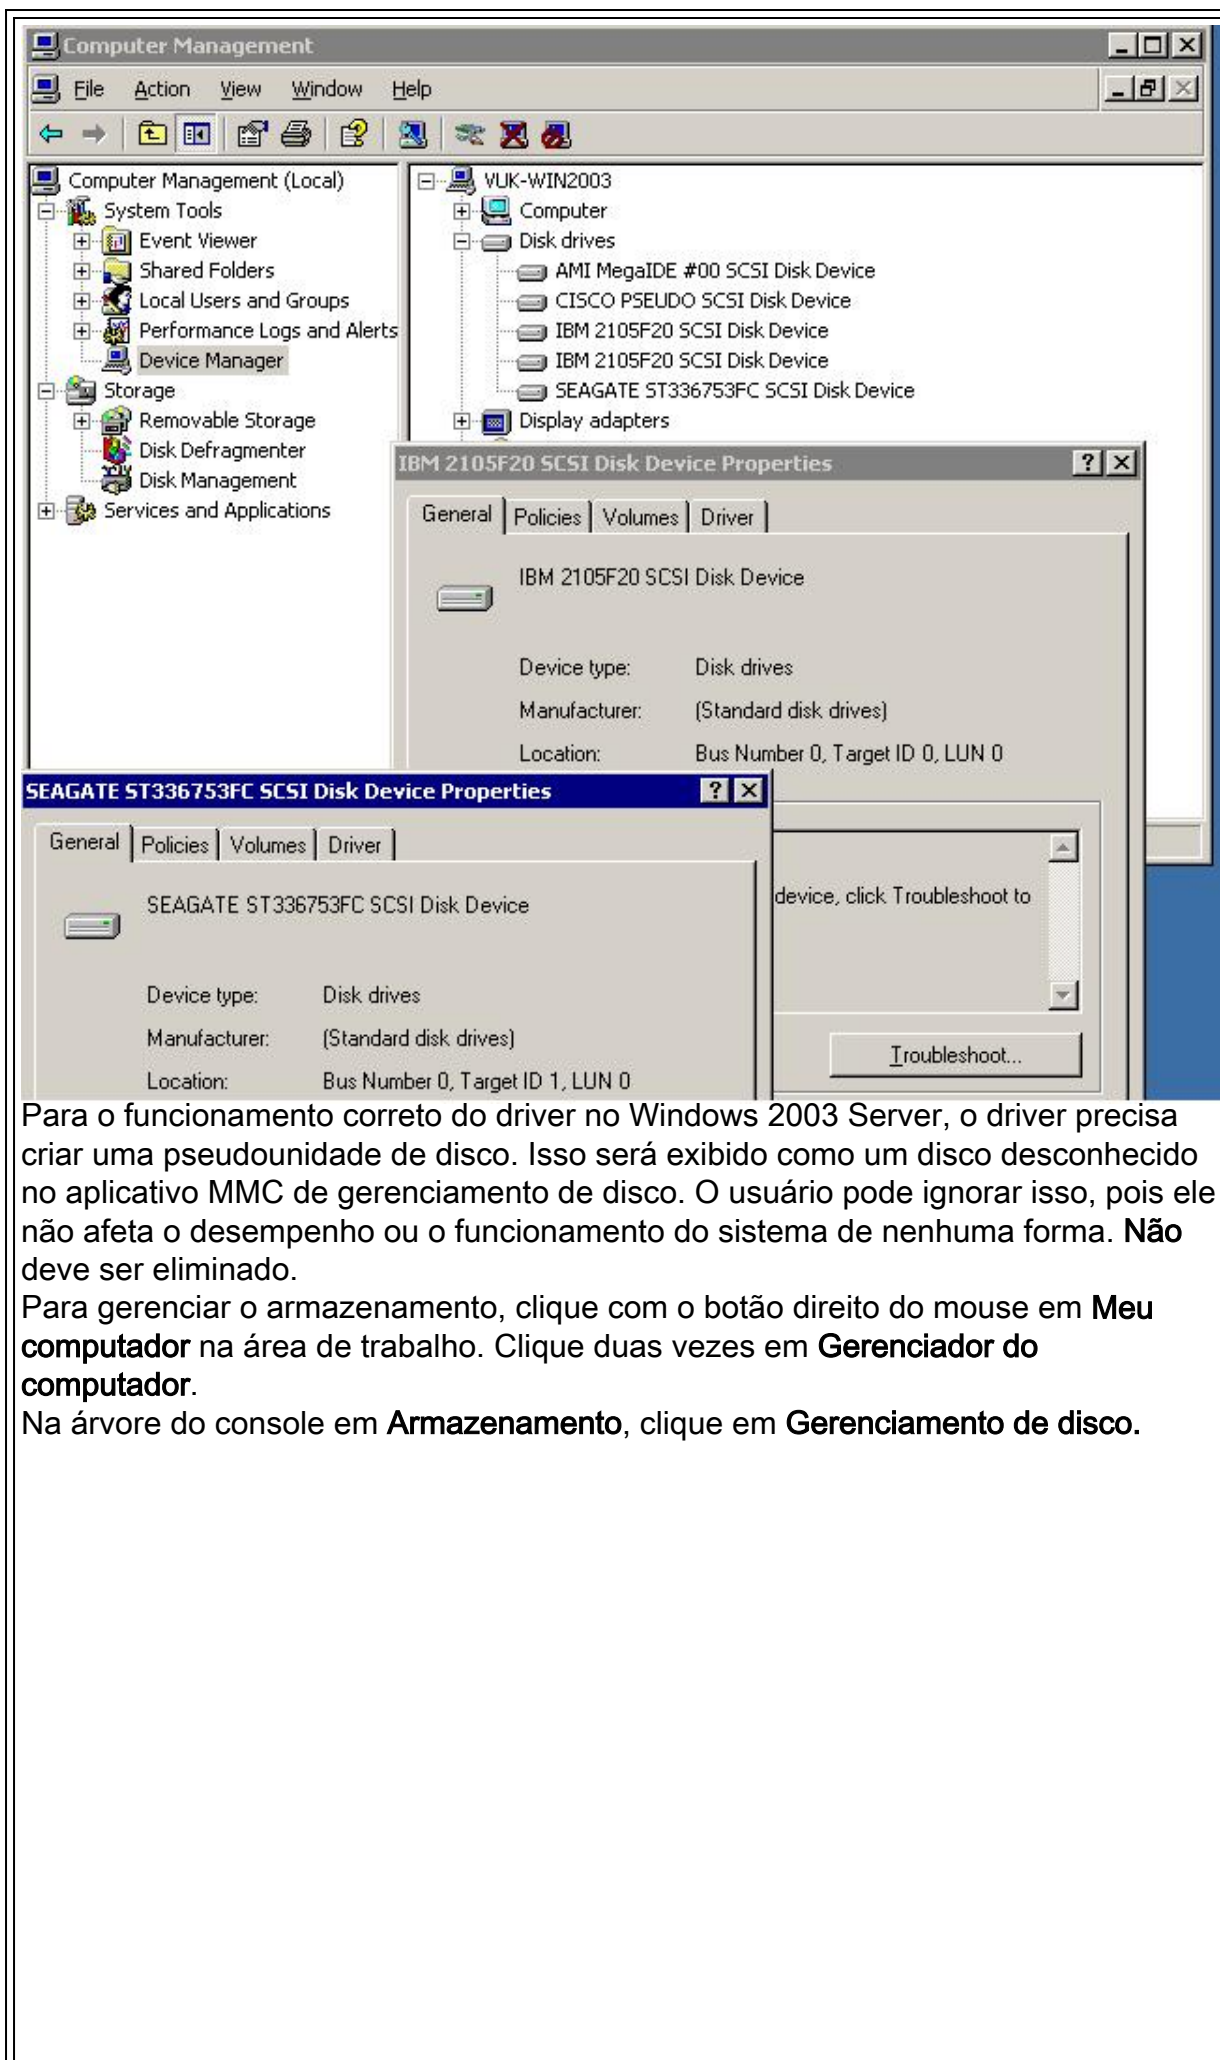 Computer Management
File Action View Window Help
Computer Management (Local)
System Tools
Event Viewer
Shared Folders
Local Users and Groups
Performance Logs and Alerts
Device Manager
Storage
Removable Storage
Disk Defragmenter
Disk Management
Services and Applications
VUK-WIN2003
Computer
Disk drives
AMI MegaIDE #00 SCSI Disk Device
CISCO PSEUDO SCSI Disk Device
IBM 2105F20 SCSI Disk Device
IBM 2105F20 SCSI Disk Device
SEAGATE ST336753FC SCSI Disk Device
Display adapters
IBM 2105F20 SCSI Disk Device Properties
General Policies Volumes Driver
IBM 2105F20 SCSI Disk Device
Device type: Disk drives
Manufacturer: (Standard disk drives)
Location: Bus Number 0, Target ID 0, LUN 0
device, click Troubleshoot to
Troubleshoot...
SEAGATE ST336753FC SCSI Disk Device Properties
General Policies Volumes Driver
SEAGATE ST336753FC SCSI Disk Device
Device type: Disk drives
Manufacturer: (Standard disk drives)
Location: Bus Number 0, Target ID 1, LUN 0
Para o funcionamento correto do driver no Windows 2003 Server, o driver precisa
criar uma pseudounidade de disco. Isso será exibido como um disco desconhecido
no aplicativo MMC de gerenciamento de disco. O usuário pode ignorar isso, pois ele
não afeta o desempenho ou o funcionamento do sistema de nenhuma forma. Não
deve ser eliminado.
Para gerenciar o armazenamento, clique com o botão direito do mouse em Meu
computador na área de trabalho. Clique duas vezes em Gerenciador do
computador.
Na árvore do console em Armazenamento, clique em Gerenciamento de disco.